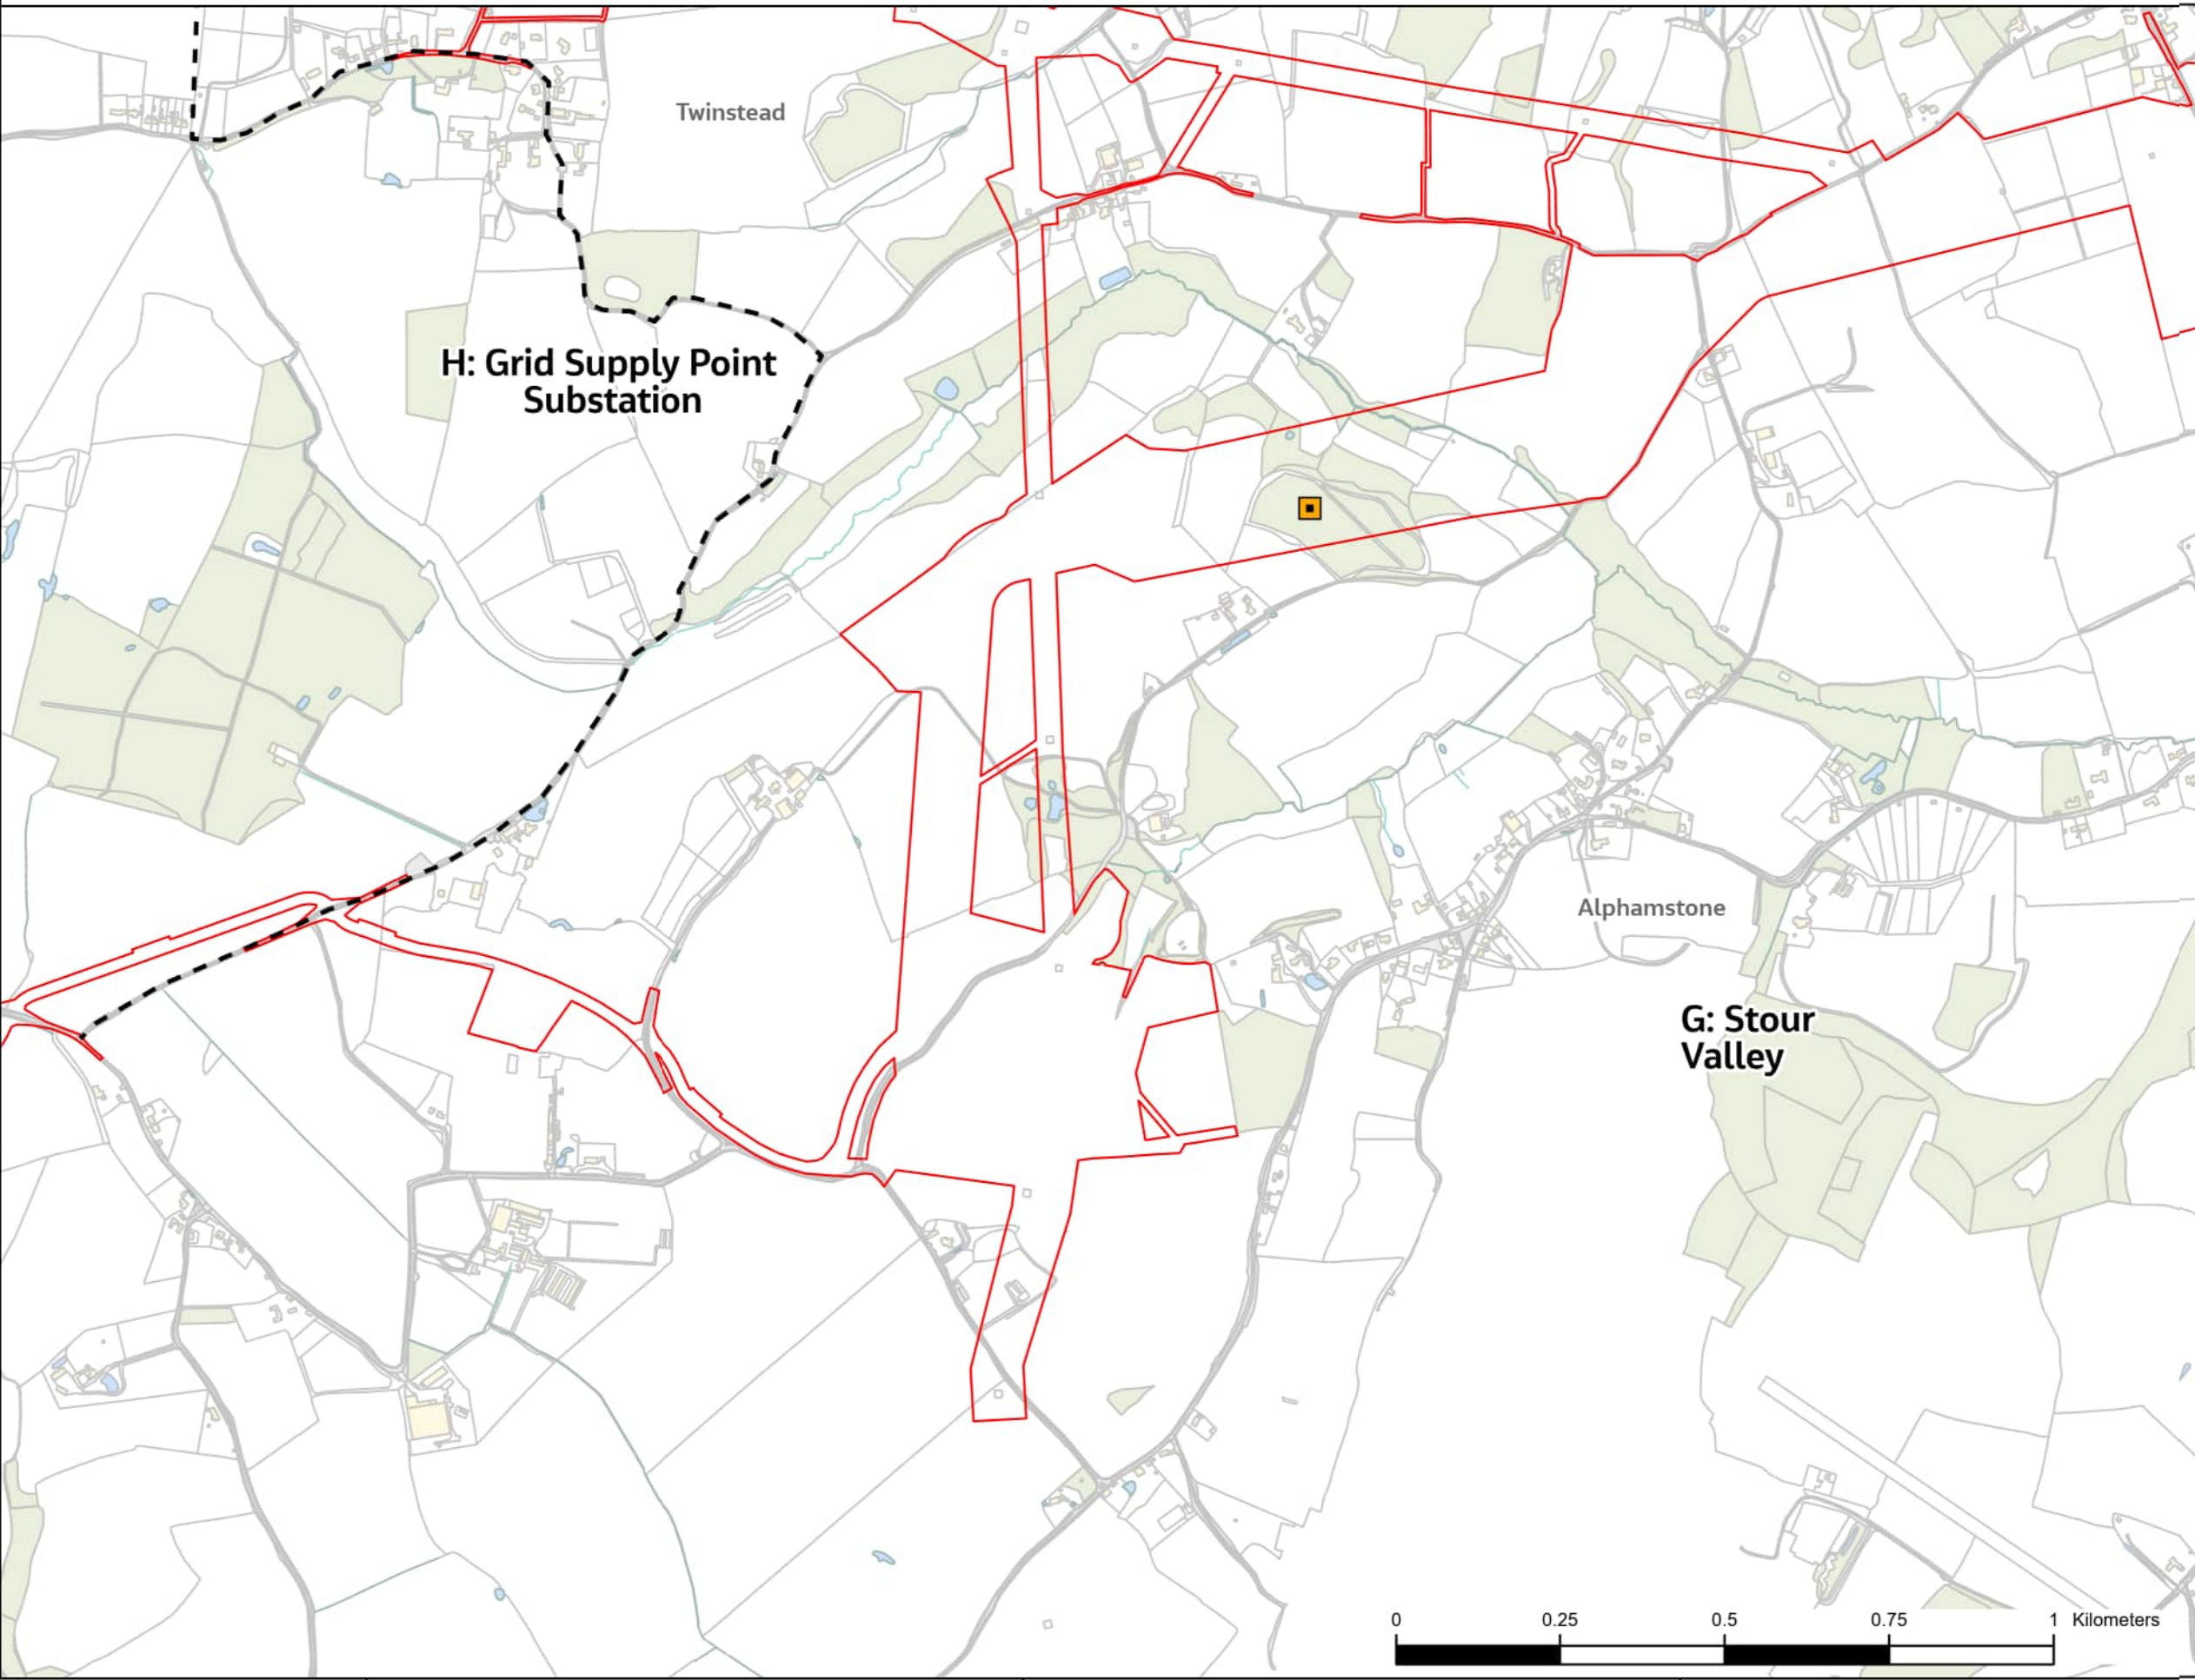 Twinstead
H: Grid Supply Point
Substation
Alphamstone
G: Stour
Valley
0 0.25 0.5 0.75 1 Kilometers